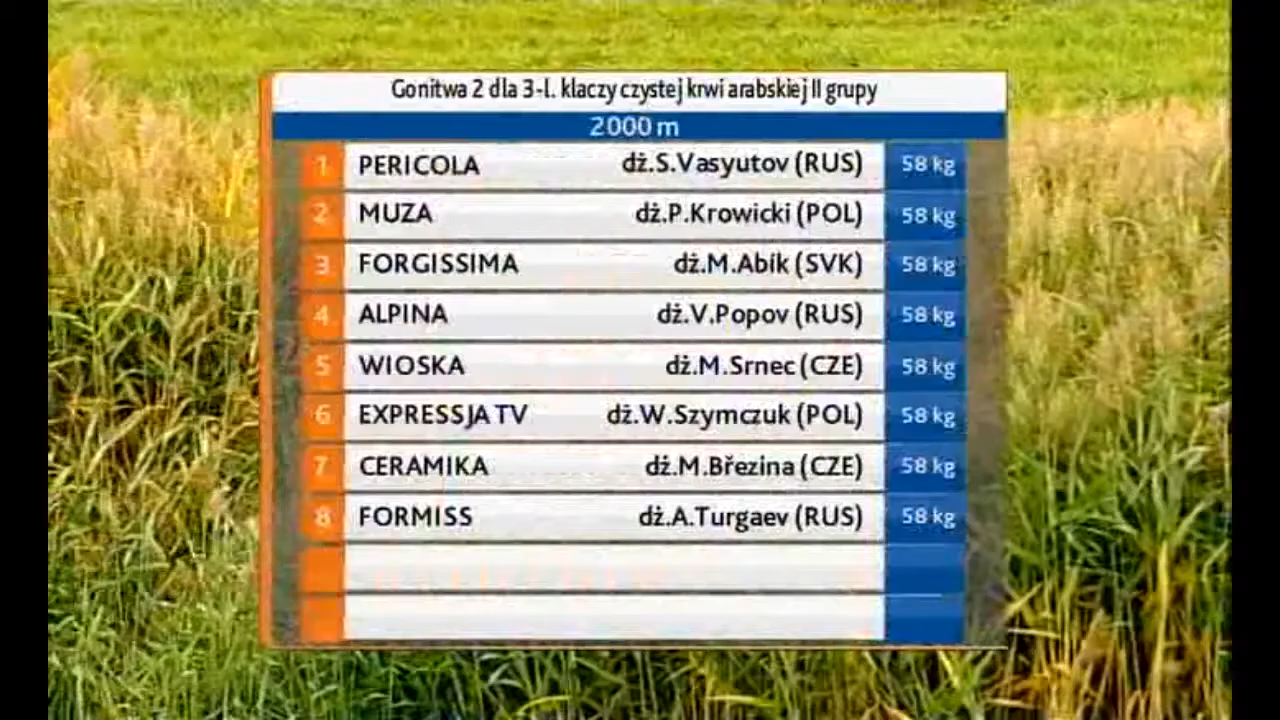 Gonitwa 2 dla 3-l. klaczy czystej krwi arabskiej II grupy
2000 m
1 PERICOLA dż.S.Vasyutov (RUS) 58 kg
2 MUZA dż.P.Krowicki (POL) 58 kg
3 FORGISSIMA dż.M.Abík (SVK) 58 kg
4 ALPINA dż.V.Popov (RUS) 58 kg
5 WIOSKA dż.M.Srnec (CZE) 58 kg
6 EXPRESSJA TV dż.W.Szymczuk (POL) 58 kg
7 CERAMIKA dż.M.Březina (CZE) 58 kg
8 FORMISS dż.A.Turgaev (RUS) 58 kg